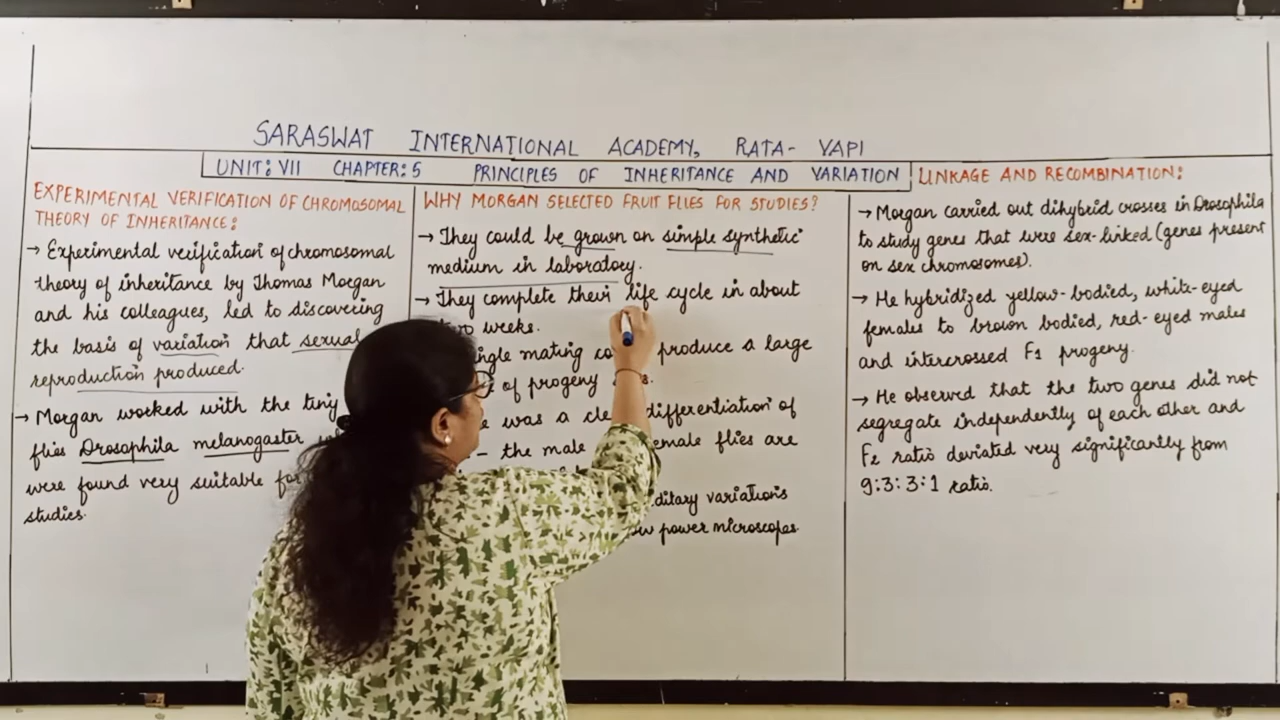 SARASWAT INTERNATIONAL ACADEMY, RATA- VAPI
UNIT: VII CHAPTER: 5 PRINCIPLES OF INHERITANCE AND VARIATION
EXPERIMENTAL VERIFICATION OF CHROMOSOMAL
THEORY OF INHERITANCE:
→ Experimental verification of chromosomal
theory of inheritance by Thomas Morgan
and his colleagues, led to discovering
the basis of variation that sexual
reproduction produced.
→ Morgan worked with the tiny
flies Drosophila melanogaster
were found very suitable for
studies.
WHY MORGAN SELECTED FRUIT FLIES FOR STUDIES?
→ They could be grown on simple synthetic
medium in laboratory.
→ They complete their life cycle in about
two weeks.
mating produce a large
of progeny
was a differentiation of
- the male flies are
variations
power microscopes.
LINKAGE AND RECOMBINATION:
→ Morgan carried out dihybrid crosses in Drosophila
to study genes that were sex-linked (genes present
on sex chromosomes).
→ He hybridized yellow-bodied, white-eyed
females to brown bodied, red-eyed males
and intercrossed F1 progeny.
→ He observed that the two genes did not
segregate independently of each other and
F2 ratio deviated very significantly from
9:3:3:1 ratio.